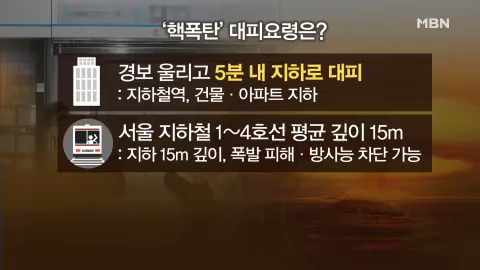 MBN
‘핵폭탄’ 대피요령은?
경보 울리고 5분 내 지하로 대피
: 지하철역, 건물·아파트 지하
서울 지하철 1~4호선 평균 깊이 15m
: 지하 15m 깊이, 폭발 피해·방사능 차단 가능